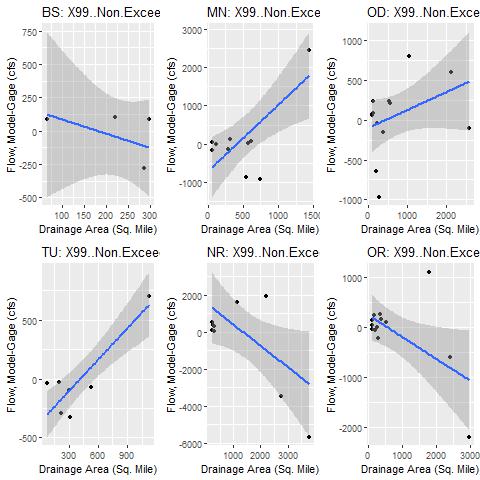 BS: X99..Non.Excee
MN: X99..Non.Exce
OD: X99..Non.Exce
Flow, Model-Gage (cfs)
750
500
250
0
-250
-500
100 150 200 250 300
Drainage Area (Sq. Mile)
Flow, Model-Gage (cfs)
3000
2000
1000
0
-1000
0 500 1000 1500
Drainage Area (Sq. Mile)
Flow, Model-Gage (cfs)
1000
500
0
-500
-1000
0 1000 2000
Drainage Area (Sq. Mile)
TU: X99..Non.Excee
NR: X99..Non.Exce
OR: X99..Non.Exce
Flow, Model-Gage (cfs)
500
0
-500
300 600 900
Drainage Area (Sq. Mile)
Flow, Model-Gage (cfs)
2000
0
-2000
-4000
-6000
1000 2000 3000
Drainage Area (Sq. Mile)
Flow, Model-Gage (cfs)
1000
0
-1000
-2000
0 1000 2000 3000
Drainage Area (Sq. Mile)